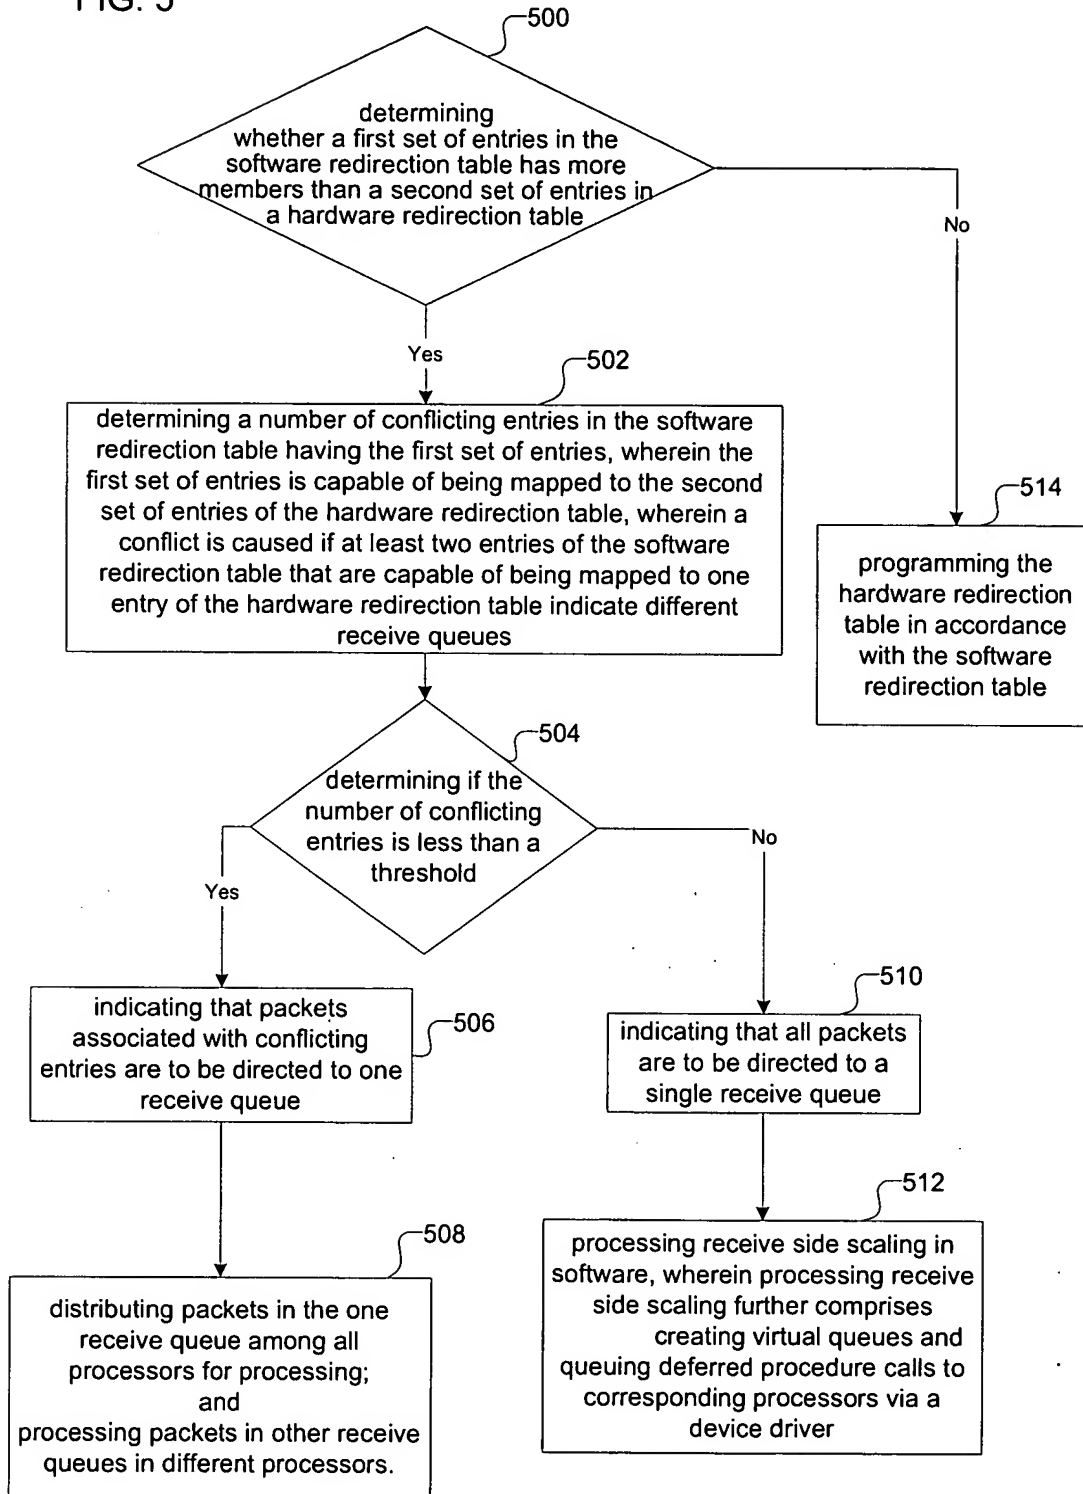 FIG. 5
500
determining
whether a first set of entries in the
software redirection table has more
members than a second set of entries in
a hardware redirection table
No
Yes
502
determining a number of conflicting entries in the software
redirection table having the first set of entries, wherein the
first set of entries is capable of being mapped to the second
set of entries of the hardware redirection table, wherein a
conflict is caused if at least two entries of the software
redirection table that are capable of being mapped to one
entry of the hardware redirection table indicate different
receive queues
514
programming the
hardware redirection
table in accordance
with the software
redirection table
504
determining if the
number of conflicting
entries is less than a
threshold
No
Yes
506
indicating that packets
associated with conflicting
entries are to be directed to one
receive queue
510
indicating that all packets
are to be directed to a
single receive queue
508
distributing packets in the one
receive queue among all
processors for processing;
and
processing packets in other receive
queues in different processors.
512
processing receive side scaling in
software, wherein processing receive
side scaling further comprises
creating virtual queues and
queuing deferred procedure calls to
corresponding processors via a
device driver